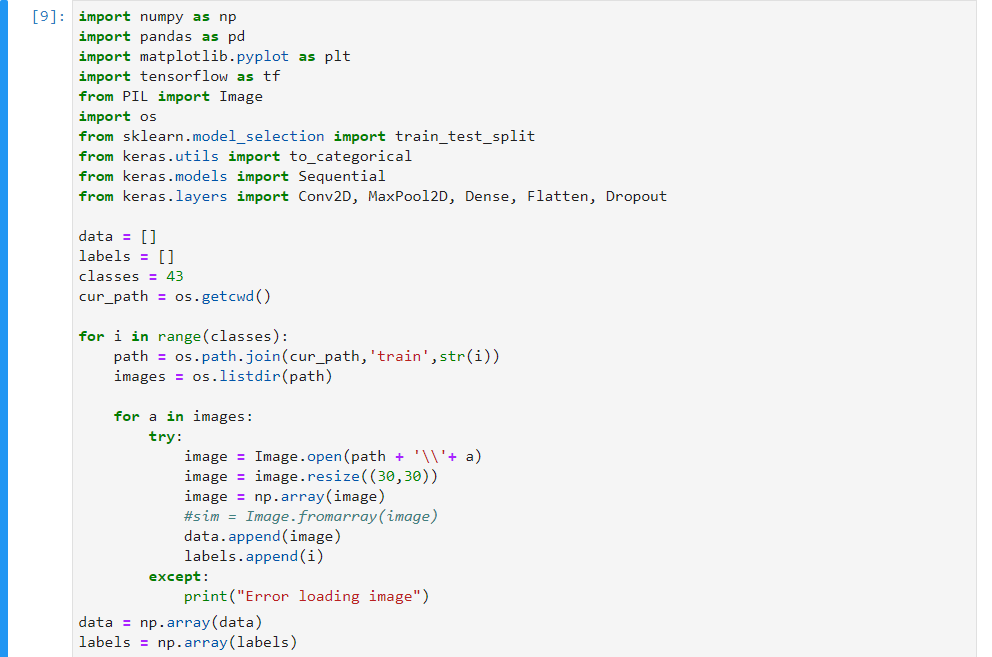 [9]: import numpy as np
import pandas as pd
import matplotlib.pyplot as plt
import tensorflow as tf
from PIL import Image
import os
from sklearn.model_selection import train_test_split
from keras.utils import to_categorical
from keras.models import Sequential
from keras.layers import Conv2D, MaxPool2D, Dense, Flatten, Dropout

data = []
labels = []
classes = 43
cur_path = os.getcwd()

for i in range(classes):
    path = os.path.join(cur_path,'train',str(i))
    images = os.listdir(path)

    for a in images:
        try:
            image = Image.open(path + '\\'+ a)
            image = image.resize((30,30))
            image = np.array(image)
            #sim = Image.fromarray(image)
            data.append(image)
            labels.append(i)
        except:
            print("Error loading image")
data = np.array(data)
labels = np.array(labels)